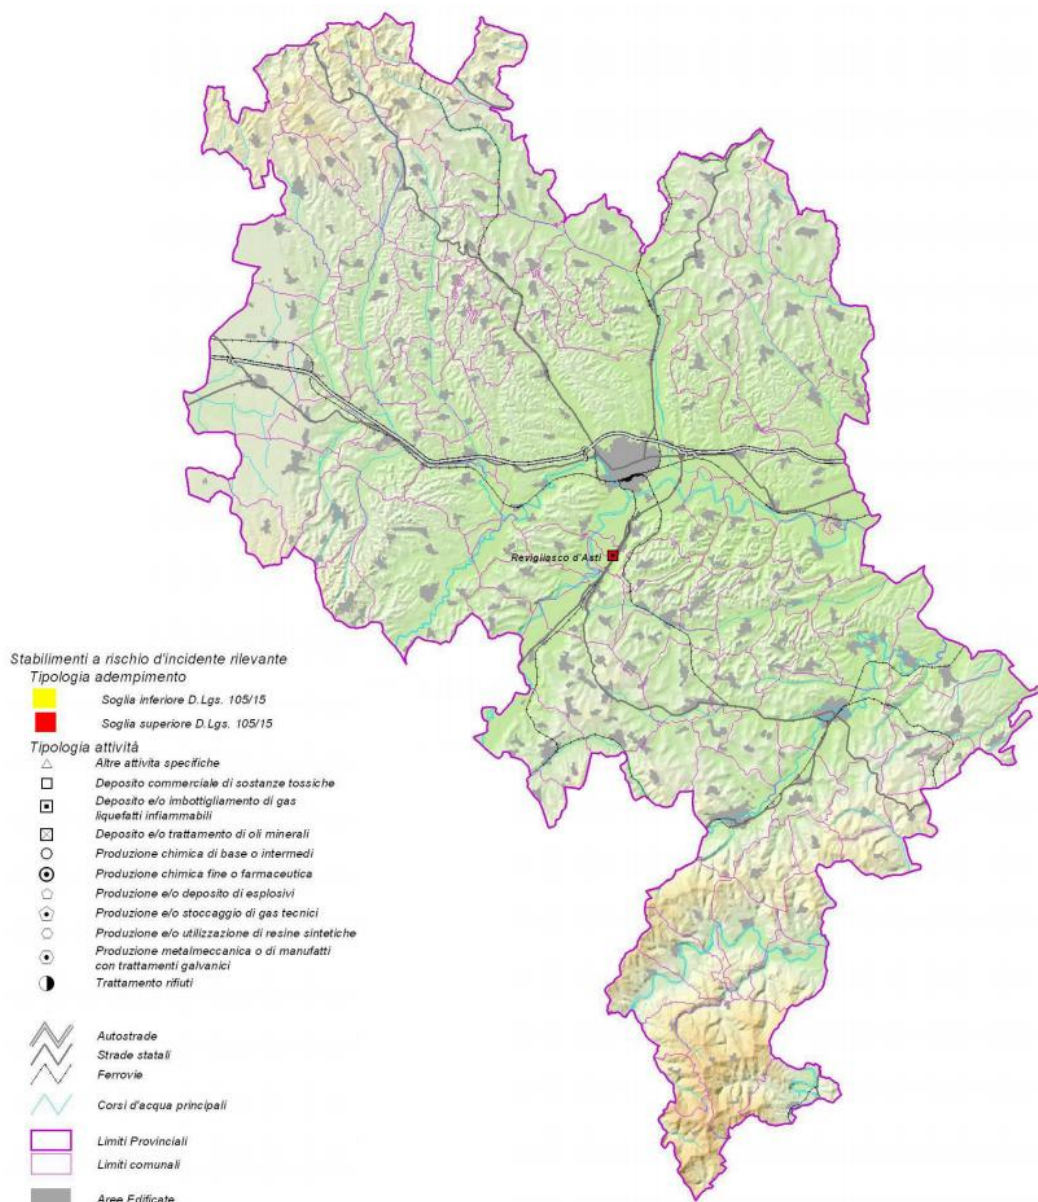 Revigliasco d'Asti
Stabilimenti a rischio d'incidente rilevante
Tipologia adempimento
Soglia inferiore D.Lgs. 105/15
Soglia superiore D.Lgs. 105/15
Tipologia attività
Altre attivita specifiche
Deposito commerciale di sostanze tossiche
Deposito e/o imbottigliamento di gas
liquefatti infiammabili
Deposito e/o trattamento di oli minerali
Produzione chimica di base o intermedi
Produzione chimica fine o farmaceutica
Produzione e/o deposito di esplosivi
Produzione e/o stoccaggio di gas tecnici
Produzione e/o utilizzazione di resine sintetiche
Produzione metalmeccanica o di manufatti
con trattamenti galvanici
Trattamento rifiuti
Autostrade
Strade statali
Ferrovie
Corsi d'acqua principali
Limiti Provinciali
Limiti comunali
Aree Edificate